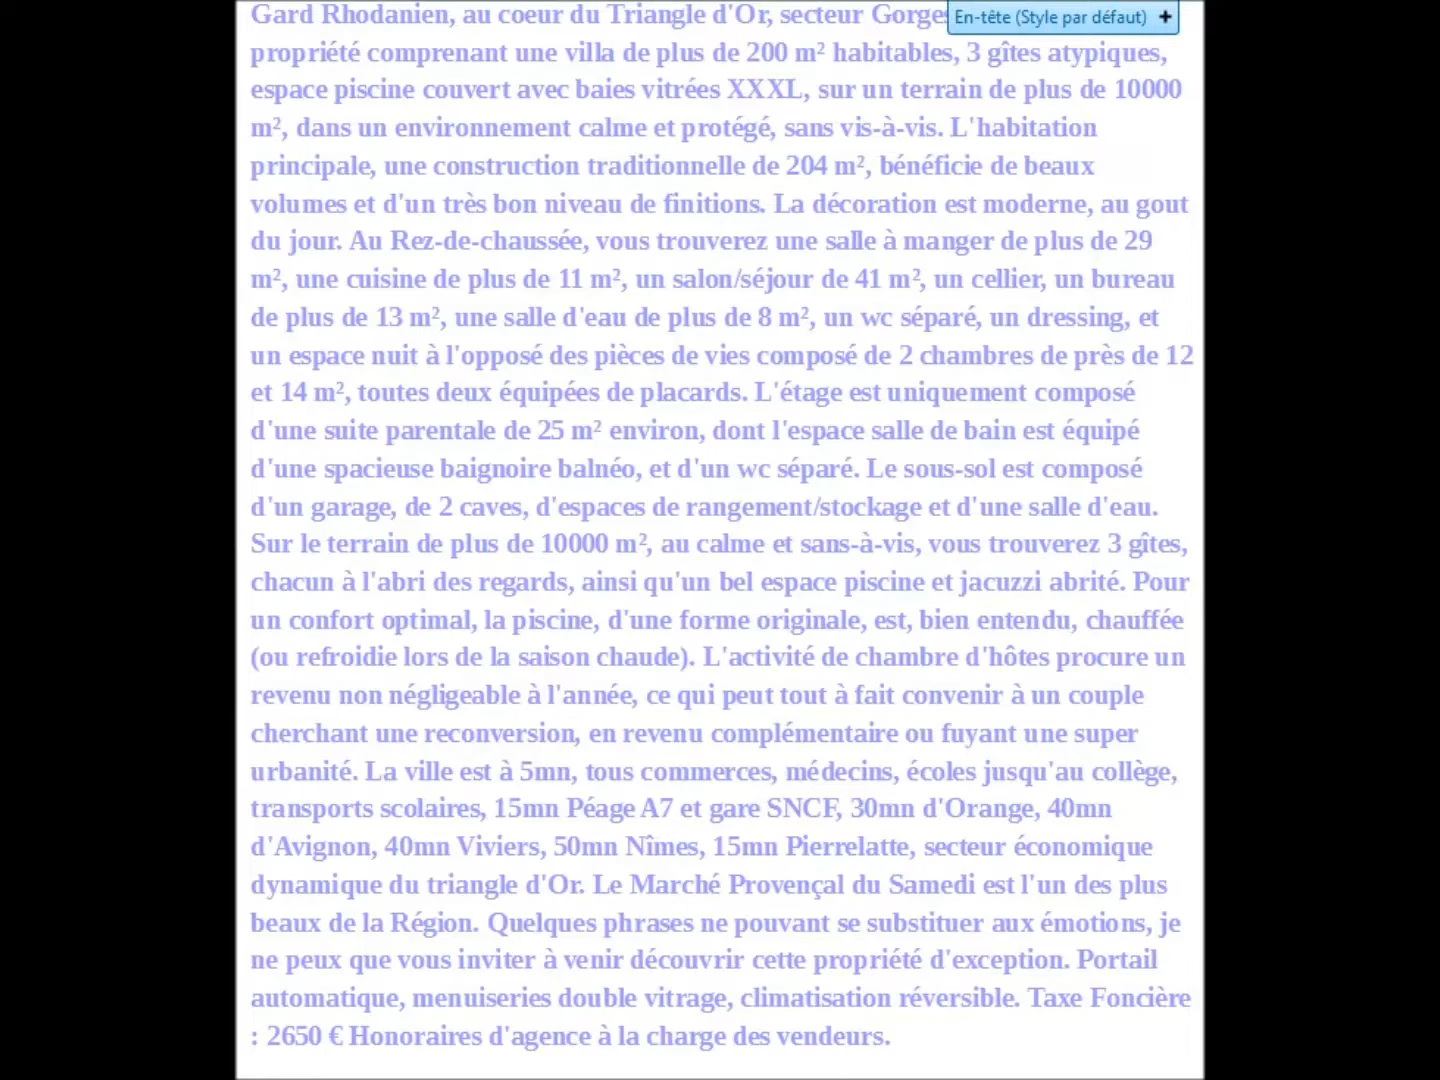 Gard Rhodanien, au coeur du Triangle d'Or, secteur Gorges
En-tête (Style par défaut) +
propriété comprenant une villa de plus de 200 m² habitables, 3 gîtes atypiques,
espace piscine couvert avec baies vitrées XXXL, sur un terrain de plus de 10000
m², dans un environnement calme et protégé, sans vis-à-vis. L'habitation
principale, une construction traditionnelle de 204 m², bénéficie de beaux
volumes et d'un très bon niveau de finitions. La décoration est moderne, au gout
du jour. Au Rez-de-chaussée, vous trouverez une salle à manger de plus de 29
m², une cuisine de plus de 11 m², un salon/séjour de 41 m², un cellier, un bureau
de plus de 13 m², une salle d'eau de plus de 8 m², un wc séparé, un dressing, et
un espace nuit à l'opposé des pièces de vies composé de 2 chambres de près de 12
et 14 m², toutes deux équipées de placards. L'étage est uniquement composé
d'une suite parentale de 25 m² environ, dont l'espace salle de bain est équipé
d'une spacieuse baignoire balnéo, et d'un wc séparé. Le sous-sol est composé
d'un garage, de 2 caves, d'espaces de rangement/stockage et d'une salle d'eau.
Sur le terrain de plus de 10000 m², au calme et sans-à-vis, vous trouverez 3 gîtes,
chacun à l'abri des regards, ainsi qu'un bel espace piscine et jacuzzi abrité. Pour
un confort optimal, la piscine, d'une forme originale, est, bien entendu, chauffée
(ou refroidie lors de la saison chaude). L'activité de chambre d'hôtes procure un
revenu non négligeable à l'année, ce qui peut tout à fait convenir à un couple
cherchant une reconversion, en revenu complémentaire ou fuyant une super
urbanité. La ville est à 5mn, tous commerces, médecins, écoles jusqu'au collège,
transports scolaires, 15mn Péage A7 et gare SNCF, 30mn d'Orange, 40mn
d'Avignon, 40mn Viviers, 50mn Nîmes, 15mn Pierrelatte, secteur économique
dynamique du triangle d'Or. Le Marché Provençal du Samedi est l'un des plus
beaux de la Région. Quelques phrases ne pouvant se substituer aux émotions, je
ne peux que vous inviter à venir découvrir cette propriété d'exception. Portail
automatique, menuiseries double vitrage, climatisation réversible. Taxe Foncière
: 2650 € Honoraires d'agence à la charge des vendeurs.